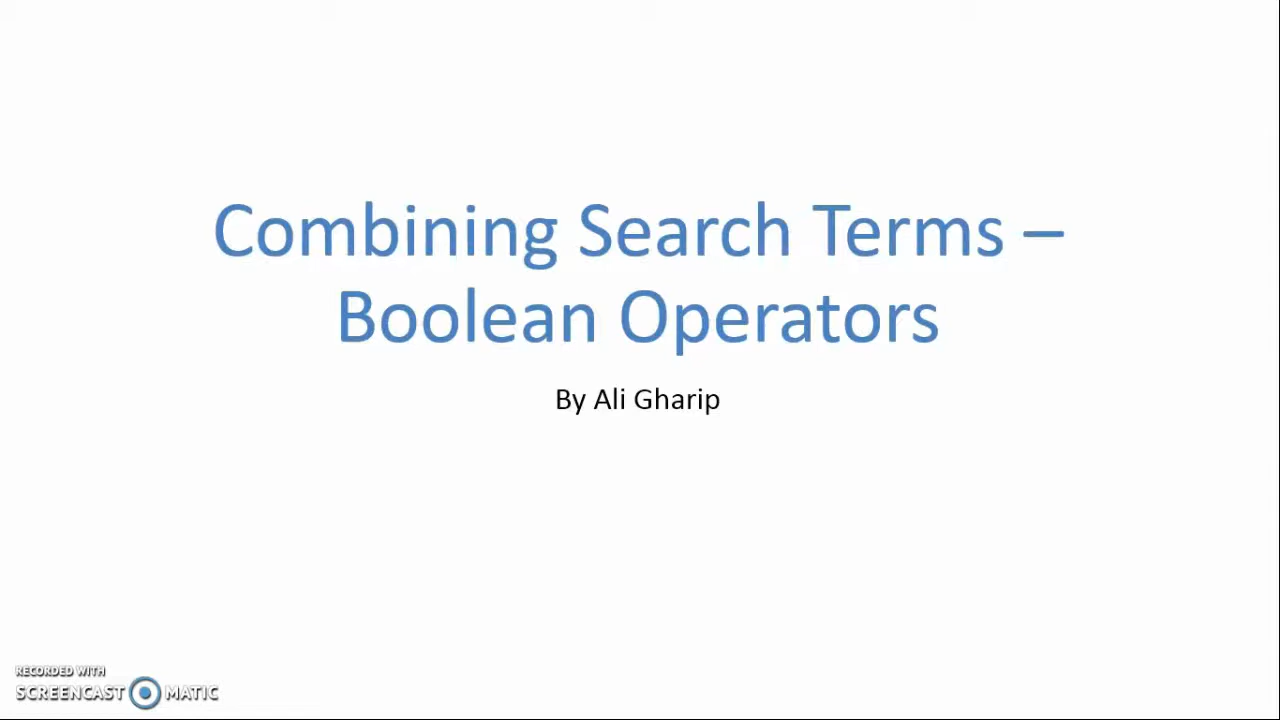 Combining Search Terms –
Boolean Operators
By Ali Gharip
RECORDED WITH
SCREENCAST MATIC